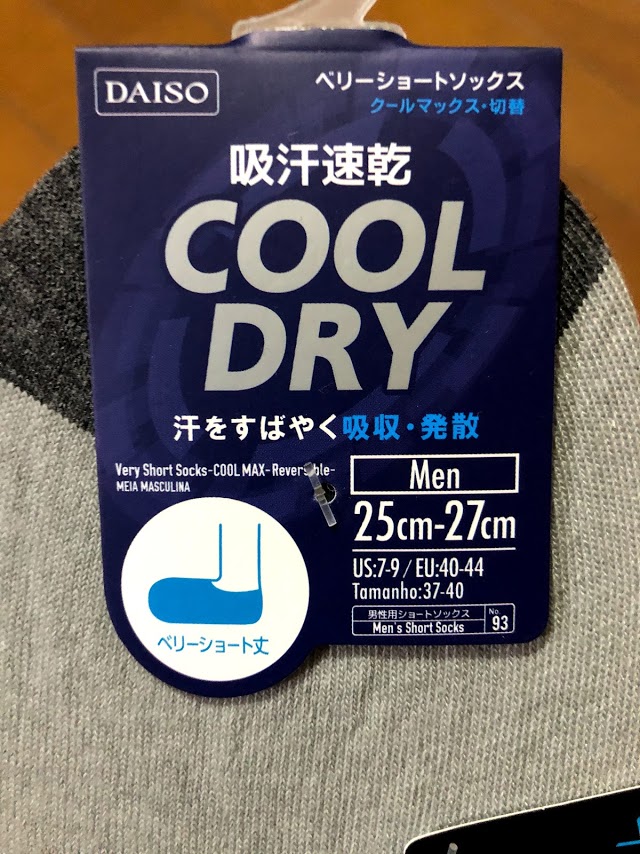 DAISO
ベリーショートソックス
クールマックス・切替
吸汗速乾
COOL
DRY
汗をすばやく吸収・発散
Very Short Socks-COOL MAX-Reversible-
MEIA MASCULINA
Men
25cm-27cm
US:7-9 / EU:40-44
Tamanho:37-40
男性用ショートソックス
Men's Short Socks
No.
93
ベリーショート丈